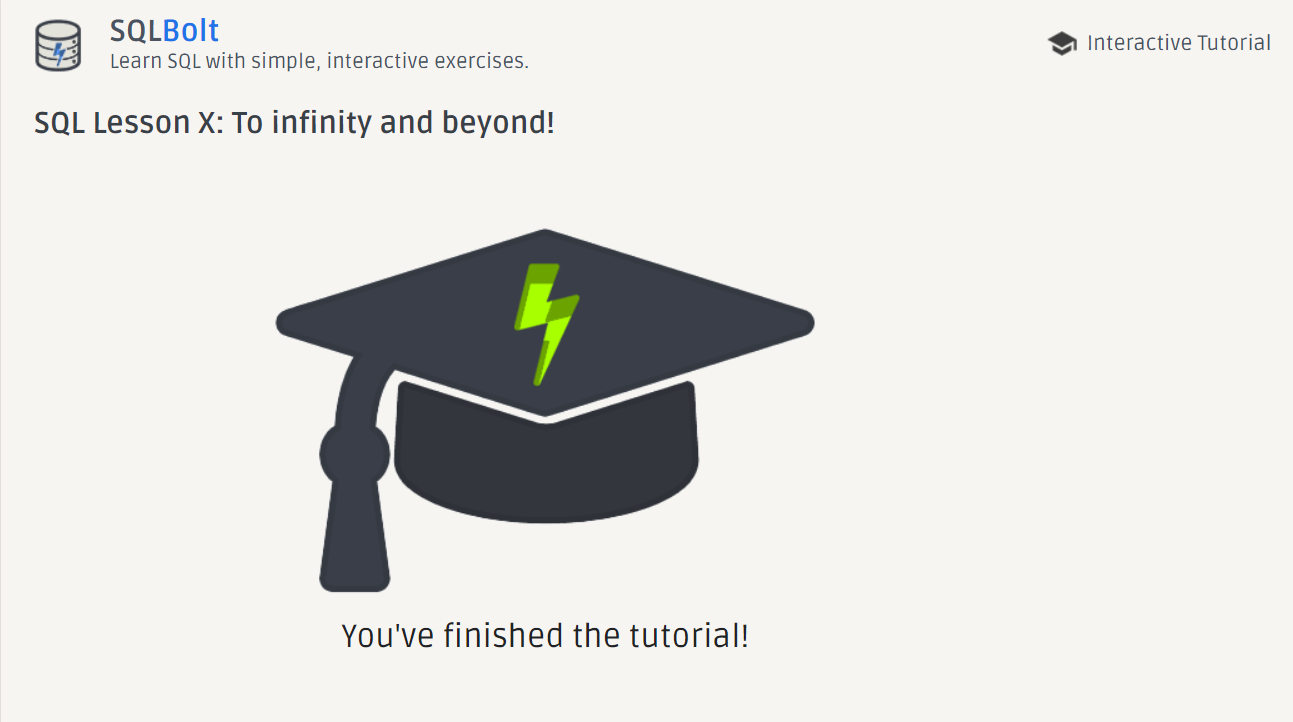 SQLBolt
Learn SQL with simple, interactive exercises.
Interactive Tutorial
SQL Lesson X: To infinity and beyond!
You've finished the tutorial!